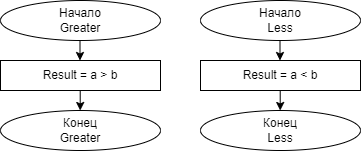 Начало
Greater
Result = a > b
Конец
Greater
Начало
Less
Result = a < b
Конец
Less